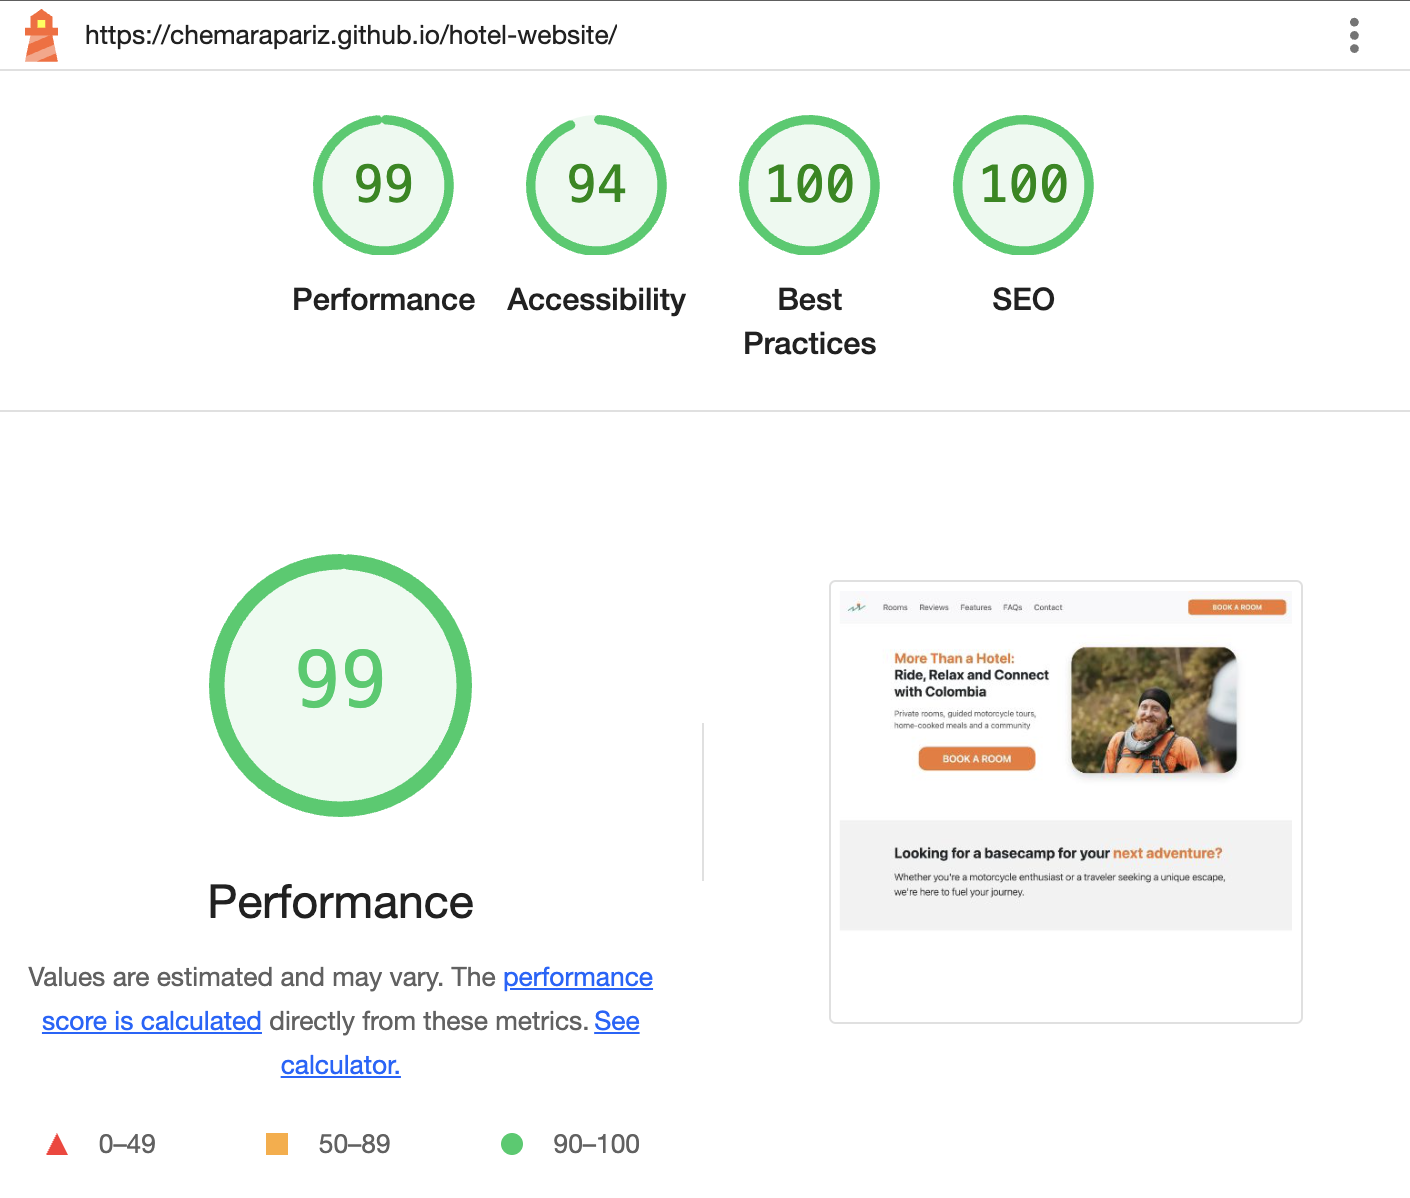 https://chemarapariz.github.io/hotel-website/
99
94
100
100
Performance
Accessibility
Best
Practices
SEO
99
Performance
Values are estimated and may vary. The performance
score is calculated directly from these metrics. See
calculator.
0–49
50–89
90–100
Rooms
Reviews
Features
FAQs
Contact
BOOK A ROOM
More Than a Hotel:
Ride, Relax and Connect
with Colombia
Private rooms, guided motorcycle tours,
home-cooked meals and a community
BOOK A ROOM
Looking for a basecamp for your next adventure?
Whether you're a motorcycle enthusiast or a traveler seeking a unique escape,
we're here to fuel your journey.